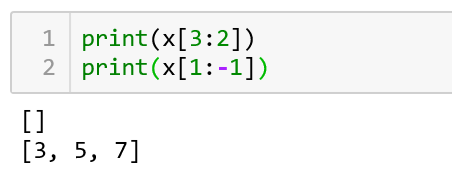 1 print(x[3:2])
2 print(x[1:-1])
[]
[3, 5, 7]